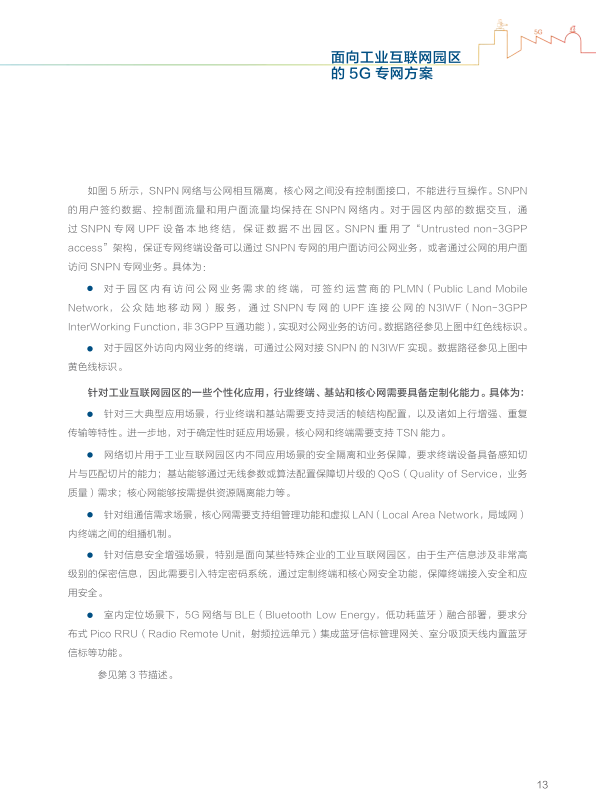 5G
面向工业互联网园区
的 5G 专网方案
如图 5 所示，SNPN 网络与公网相互隔离，核心网之间没有控制面接口，不能进行互操作。SNPN
的用户签约数据、控制面流量和用户面流量均保持在 SNPN 网络内。对于园区内部的数据交互，通
过 SNPN 专网 UPF 设备本地终结，保证数据不出园区。SNPN 重用了 “Untrusted non-3GPP
access” 架构，保证专网终端设备可以通过 SNPN 专网的用户面访问公网业务，或者通过公网的用户面
访问 SNPN 专网业务。具体为：
● 对于园区内有访问公网业务需求的终端，可签约运营商的 PLMN（Public Land Mobile
Network，公众陆地移动网）服务，通过 SNPN 专网的 UPF 连接公网的 N3IWF（Non-3GPP
InterWorking Function，非 3GPP 互通功能），实现对公网业务的访问。数据路径参见上图中红色线标识。
● 对于园区外访问内网业务的终端，可通过公网对接 SNPN 的 N3IWF 实现。数据路径参见上图中
黄色线标识。
针对工业互联网园区的一些个性化应用，行业终端、基站和核心网需要具备定制化能力。具体为：
● 针对三大典型应用场景，行业终端和基站需要支持灵活的帧结构配置，以及诸如上行增强、重复
传输等特性。进一步地，对于确定性时延应用场景，核心网和终端需要支持 TSN 能力。
● 网络切片用于工业互联网园区内不同应用场景的安全隔离和业务保障，要求终端设备具备感知切
片与匹配切片的能力；基站能够通过无线参数或算法配置保障切片级的 QoS（Quality of Service，业务
质量）需求；核心网能够按需提供资源隔离能力等。
● 针对组通信需求场景，核心网需要支持组管理功能和虚拟 LAN（Local Area Network，局域网）
内终端之间的组播机制。
● 针对信息安全增强场景，特别是面向某些特殊企业的工业互联网园区，由于生产信息涉及非常高
级别的保密信息，因此需要引入特定密码系统，通过定制终端和核心网安全功能，保障终端接入安全和应
用安全。
● 室内定位场景下，5G 网络与 BLE（Bluetooth Low Energy，低功耗蓝牙）融合部署，要求分
布式 Pico RRU（Radio Remote Unit，射频拉远单元）集成蓝牙信标管理网关、室分吸顶天线内置蓝牙
信标等功能。
参见第 3 节描述。
13